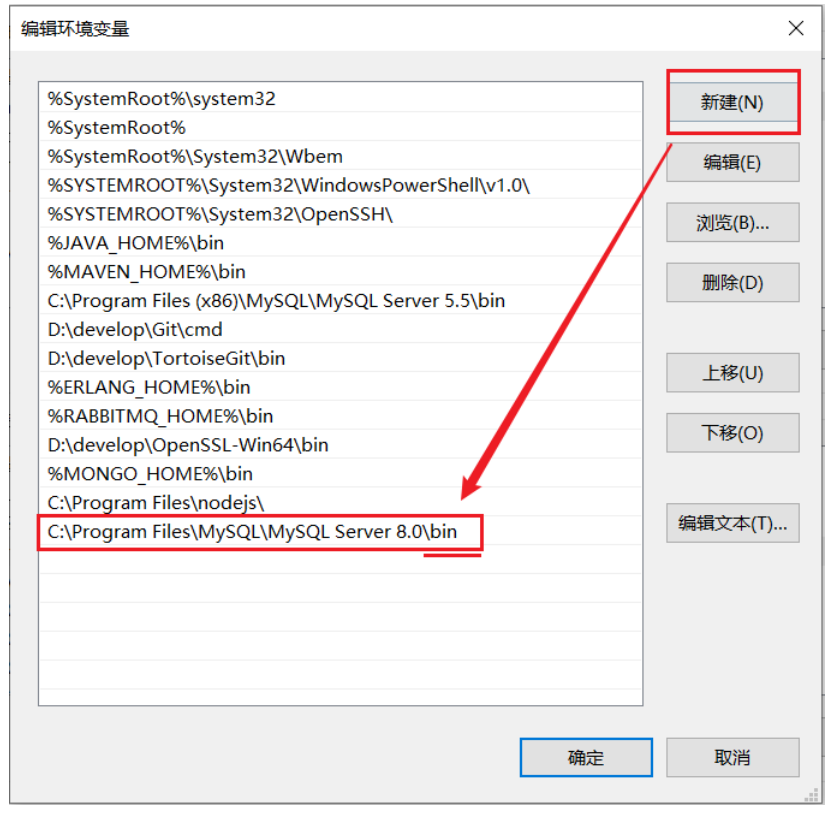 编辑环境变量
%SystemRoot%\system32
%SystemRoot%
%SystemRoot%\System32\Wbem
%SYSTEMROOT%\System32\WindowsPowerShell\v1.0\
%SYSTEMROOT%\System32\OpenSSH\
%JAVA_HOME%\bin
%MAVEN_HOME%\bin
C:\Program Files (x86)\MySQL\MySQL Server 5.5\bin
D:\develop\Git\cmd
D:\develop\TortoiseGit\bin
%ERLANG_HOME%\bin
%RABBITMQ_HOME%\bin
D:\develop\OpenSSL-Win64\bin
%MONGO_HOME%\bin
C:\Program Files\nodejs\
C:\Program Files\MySQL\MySQL Server 8.0\bin
新建(N)
编辑(E)
浏览(B)...
删除(D)
上移(U)
下移(O)
编辑文本(T)...
确定
取消